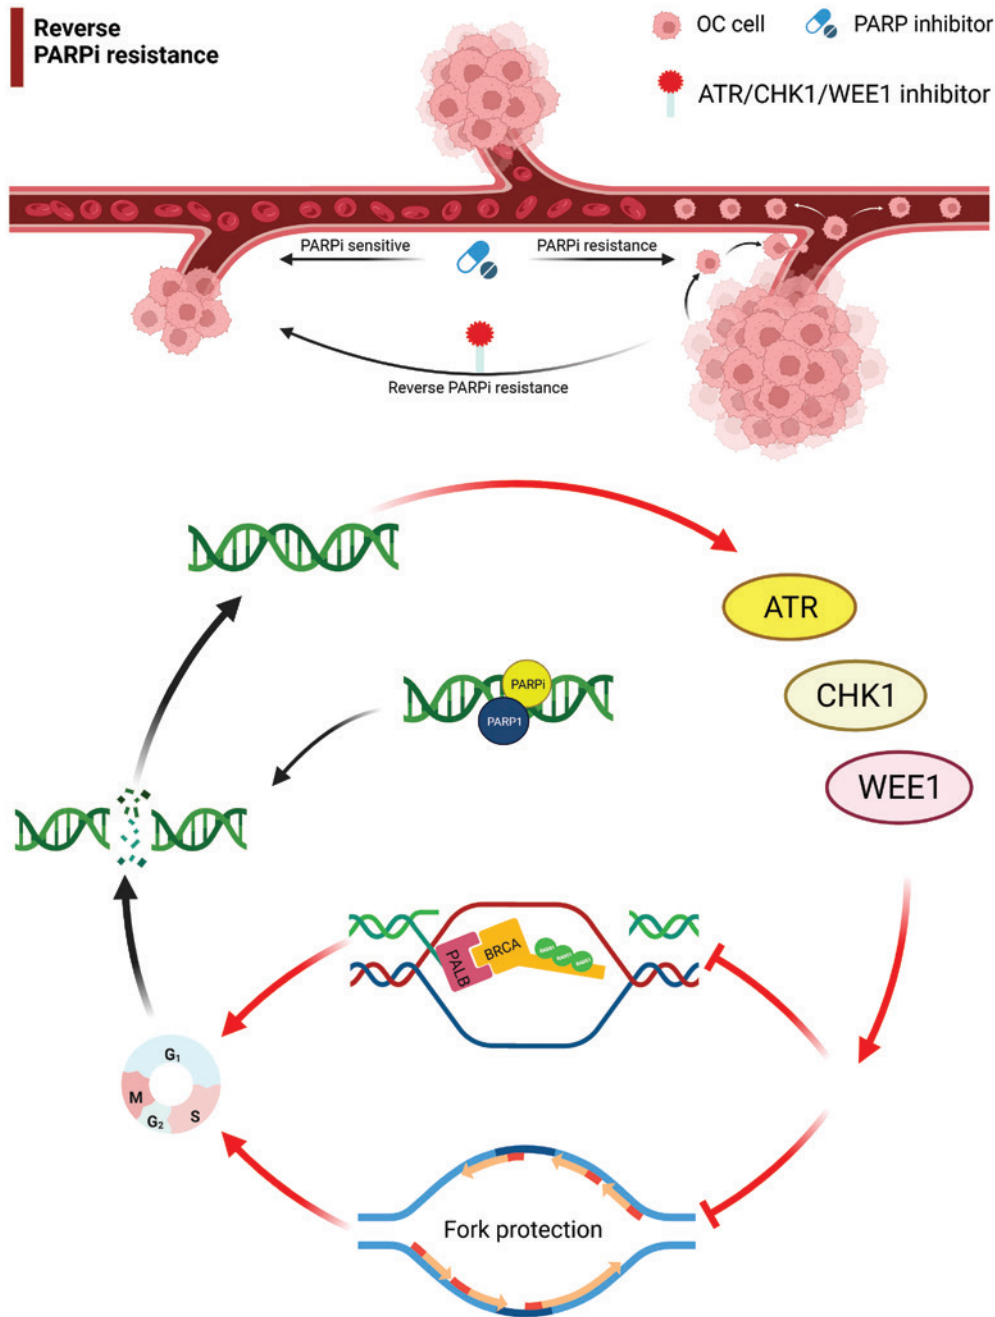 Reverse
PARPi resistance
OC cell
PARP inhibitor
ATR/CHK1/WEE1 inhibitor
PARPi sensitive
PARPi resistance
Reverse PARPi resistance
ATR
PARPi
PARP1
CHK1
WEE1
PALB
BRCA
G₁
M
S
G₂
Fork protection